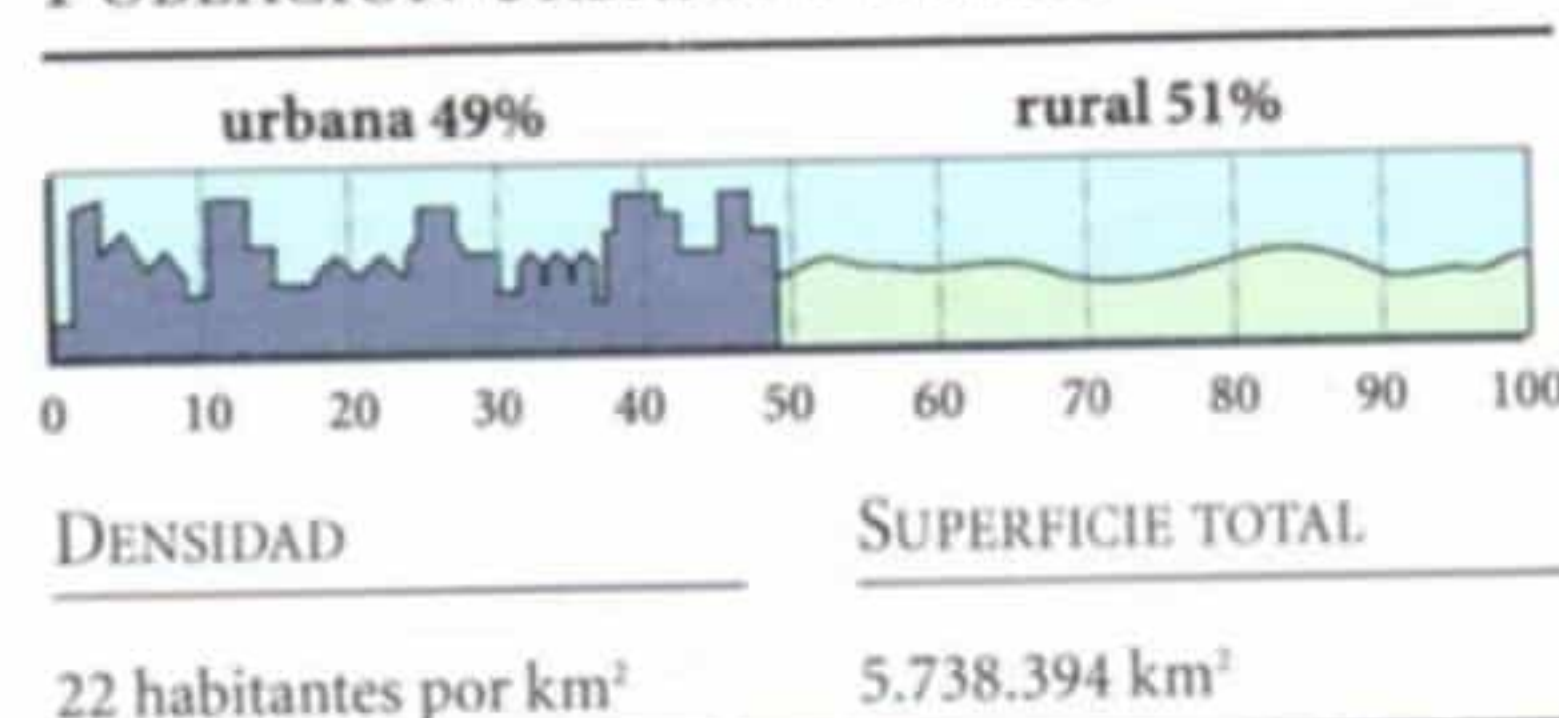 urbana 49% rural 51%
0 10 20 30 40 50 60 70 80 90 100
DENSIDAD
SUPERFICIE TOTAL
22 habitantes por km²
5.738.394 km²